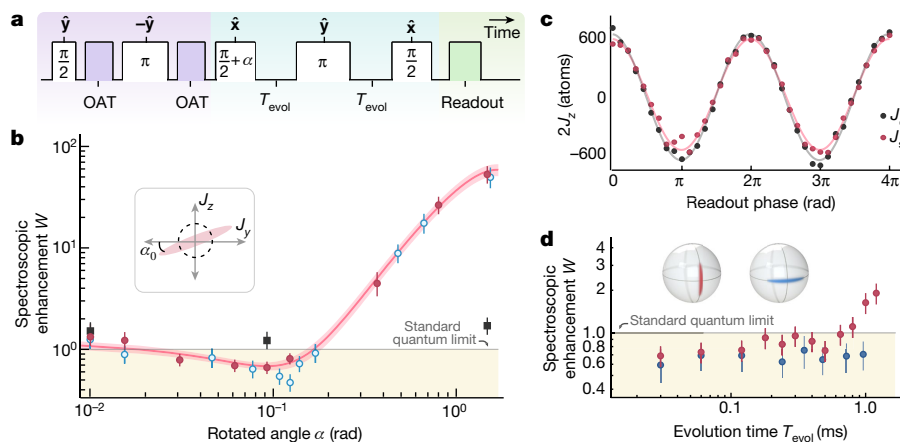 a
ŷ
−ŷ
x̂
ŷ
x̂
Time
π/2
π
π/2 + α
π
π/2
OAT
OAT
T_evol
T_evol
Readout
b
Spectroscopic
enhancement W
10²
10¹
10⁰
10⁻²
10⁻¹
10⁰
Rotated angle α (rad)
J_z
J_y
α₀
Standard
quantum limit
c
2J_z (atoms)
600
0
−600
0
π
2π
3π
4π
Readout phase (rad)
d
Spectroscopic
enhancement W
4
2
1.0
0.8
0.6
0.4
Standard quantum limit
0.1
1.0
Evolution time T_evol (ms)